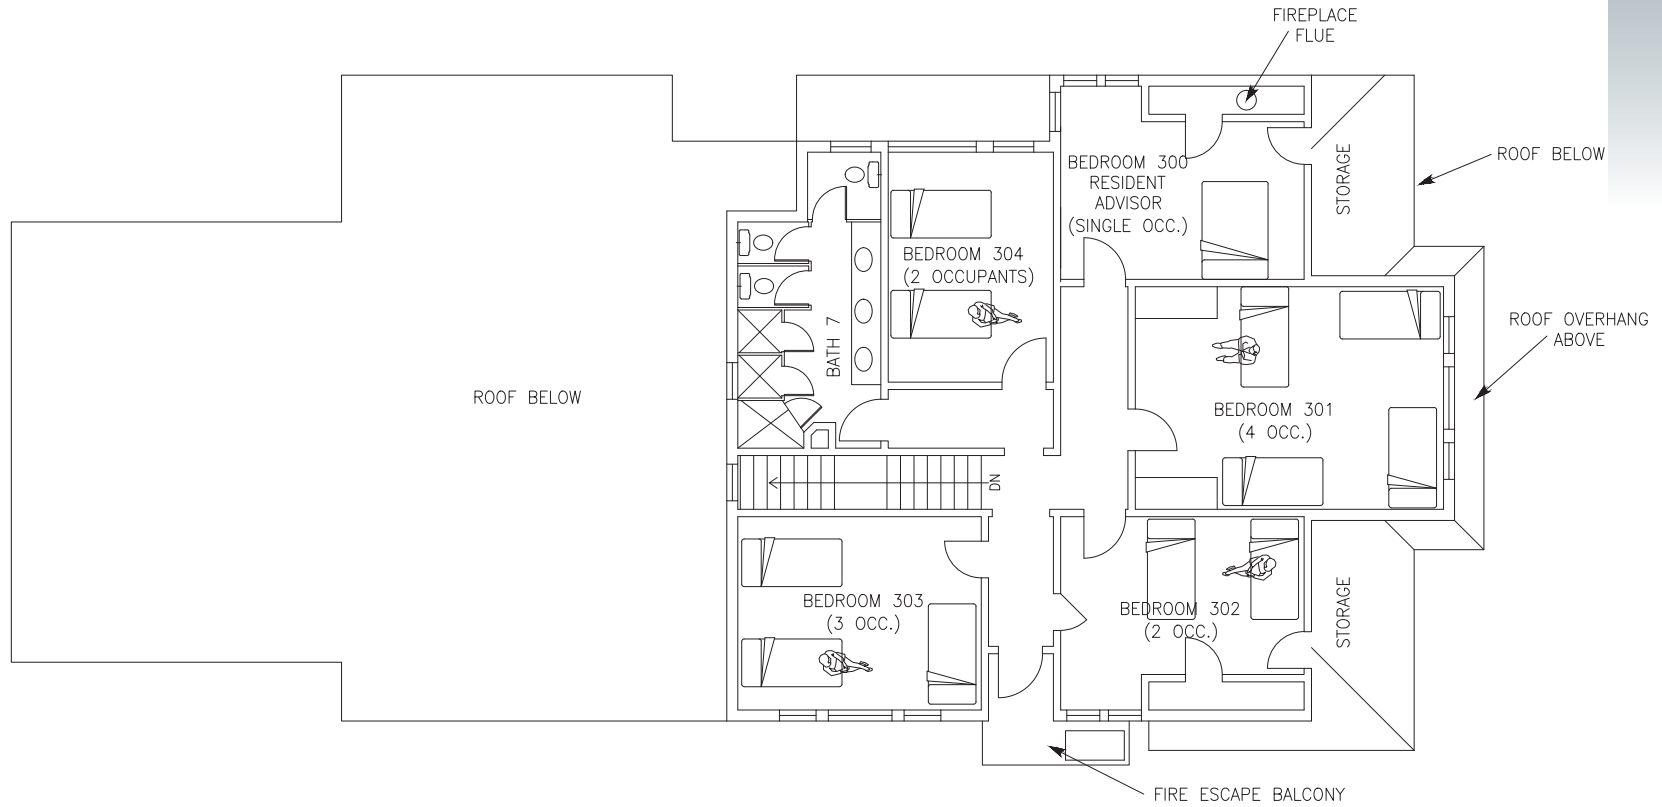 FIREPLACE
FLUE
BEDROOM 300
RESIDENT
ADVISOR
(SINGLE OCC.)
STORAGE
ROOF BELOW
BEDROOM 304
(2 OCCUPANTS)
BATH 7
ROOF OVERHANG
ABOVE
ROOF BELOW
BEDROOM 301
(4 OCC.)
DN
BEDROOM 303
(3 OCC.)
BEDROOM 302
(2 OCC.)
STORAGE
FIRE ESCAPE BALCONY